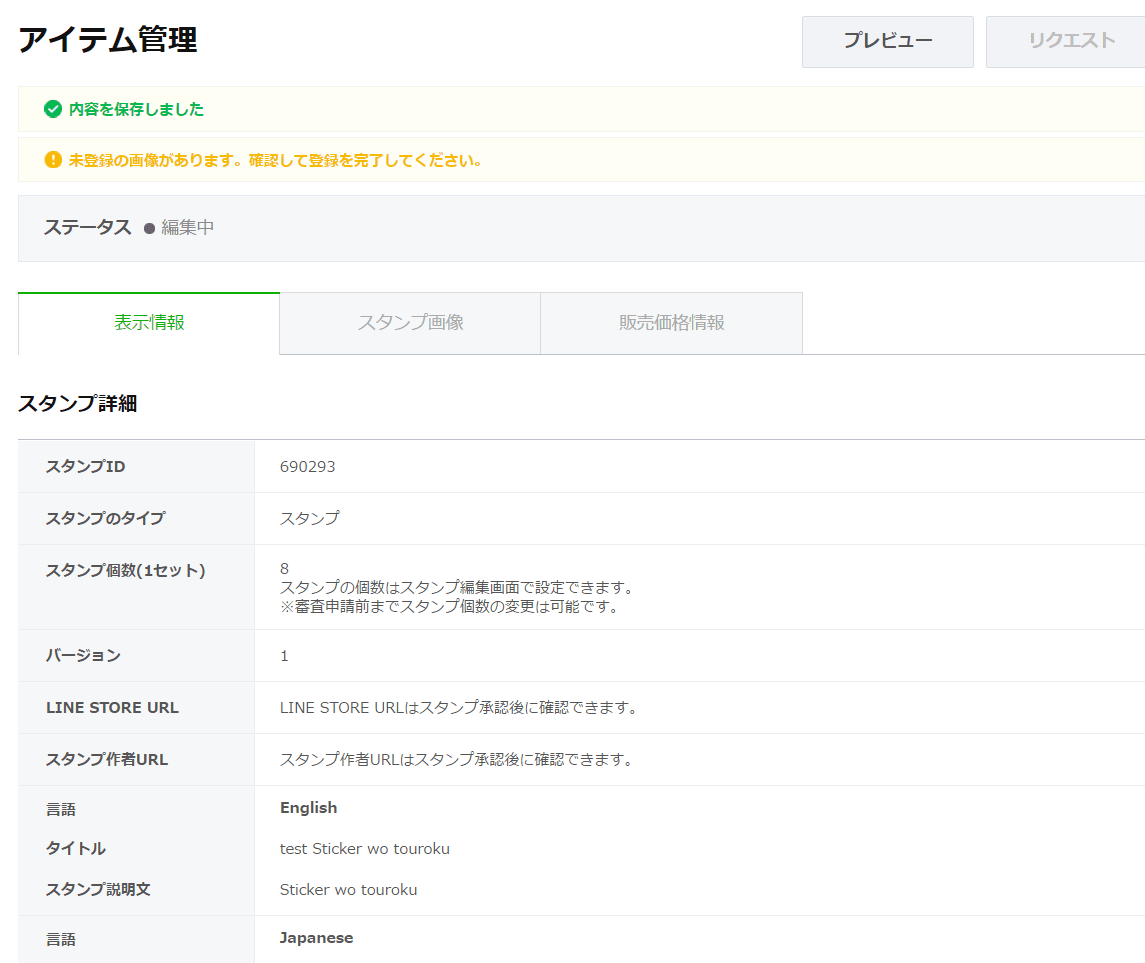 アイテム管理
プレビュー
リクエスト
内容を保存しました
未登録の画像があります。確認して登録を完了してください。
ステータス ● 編集中
表示情報
スタンプ画像
販売価格情報
スタンプ詳細
スタンプID 690293
スタンプのタイプ スタンプ
スタンプ個数(1セット) 8
スタンプの個数はスタンプ編集画面で設定できます。
※審査申請前までスタンプ個数の変更は可能です。
バージョン 1
LINE STORE URL LINE STORE URLはスタンプ承認後に確認できます。
スタンプ作者URL スタンプ作者URLはスタンプ承認後に確認できます。
言語 English
タイトル test Sticker wo touroku
スタンプ説明文 Sticker wo touroku
言語 Japanese